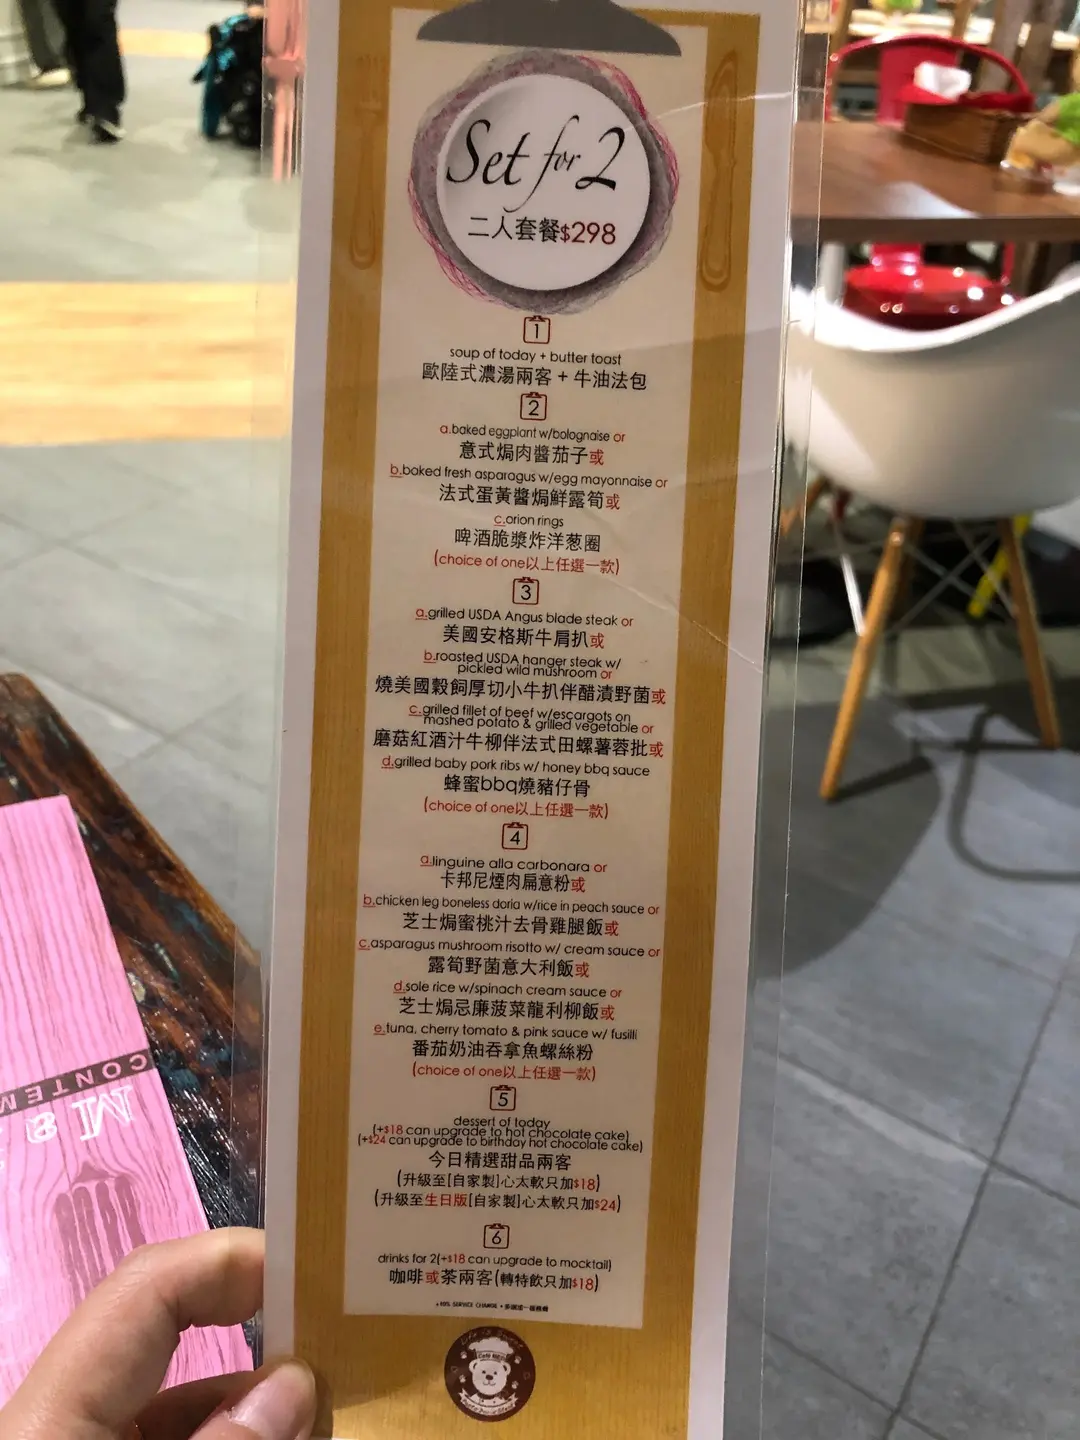 Set for 2
二人套餐$298
1
soup of today + butter toast
歐陸式濃湯兩客 + 牛油法包
2
a.baked eggplant w/bolognaise or
意式焗肉醬茄子或
b.baked fresh asparagus w/egg mayonnaise or
法式蛋黃醬焗鮮露筍或
c.orion rings
啤酒脆漿炸洋葱圈
(choice of one以上任選一款)
3
a.grilled USDA Angus blade steak or
美國安格斯牛肩扒或
b.roasted USDA hanger steak w/
pickled wild mushroom or
燒美國穀飼厚切小牛扒伴醋漬野菌或
c.grilled fillet of beef w/escargots on
mashed potato & grilled vegetable or
磨菇紅酒汁牛柳伴法式田螺薯蓉批或
d.grilled baby pork ribs w/ honey bbq sauce
蜂蜜bbq燒豬仔骨
(choice of one以上任選一款)
4
a.linguine alla carbonara or
卡邦尼煙肉扁意粉或
b.chicken leg boneless doria w/rice in peach sauce or
芝士焗蜜桃汁去骨雞腿飯或
c.asparagus mushroom risotto w/ cream sauce or
露筍野菌意大利飯或
d.sole rice w/spinach cream sauce or
芝士焗忌廉菠菜龍利柳飯或
e.tuna, cherry tomato & pink sauce w/ fusilli
番茄奶油吞拿魚螺絲粉
(choice of one以上任選一款)
5
dessert of today
(+$18 can upgrade to hot chocolate cake)
(+$24 can upgrade to birthday hot chocolate cake)
今日精選甜品兩客
(升級至[自家製]心太軟只加$18)
(升級至生日版[自家製]心太軟只加$24)
6
drinks for 2(+$18 can upgrade to mocktail)
咖啡或茶兩客(轉特飲只加$18)
+10% SERVICE CHARGE
CONTEM